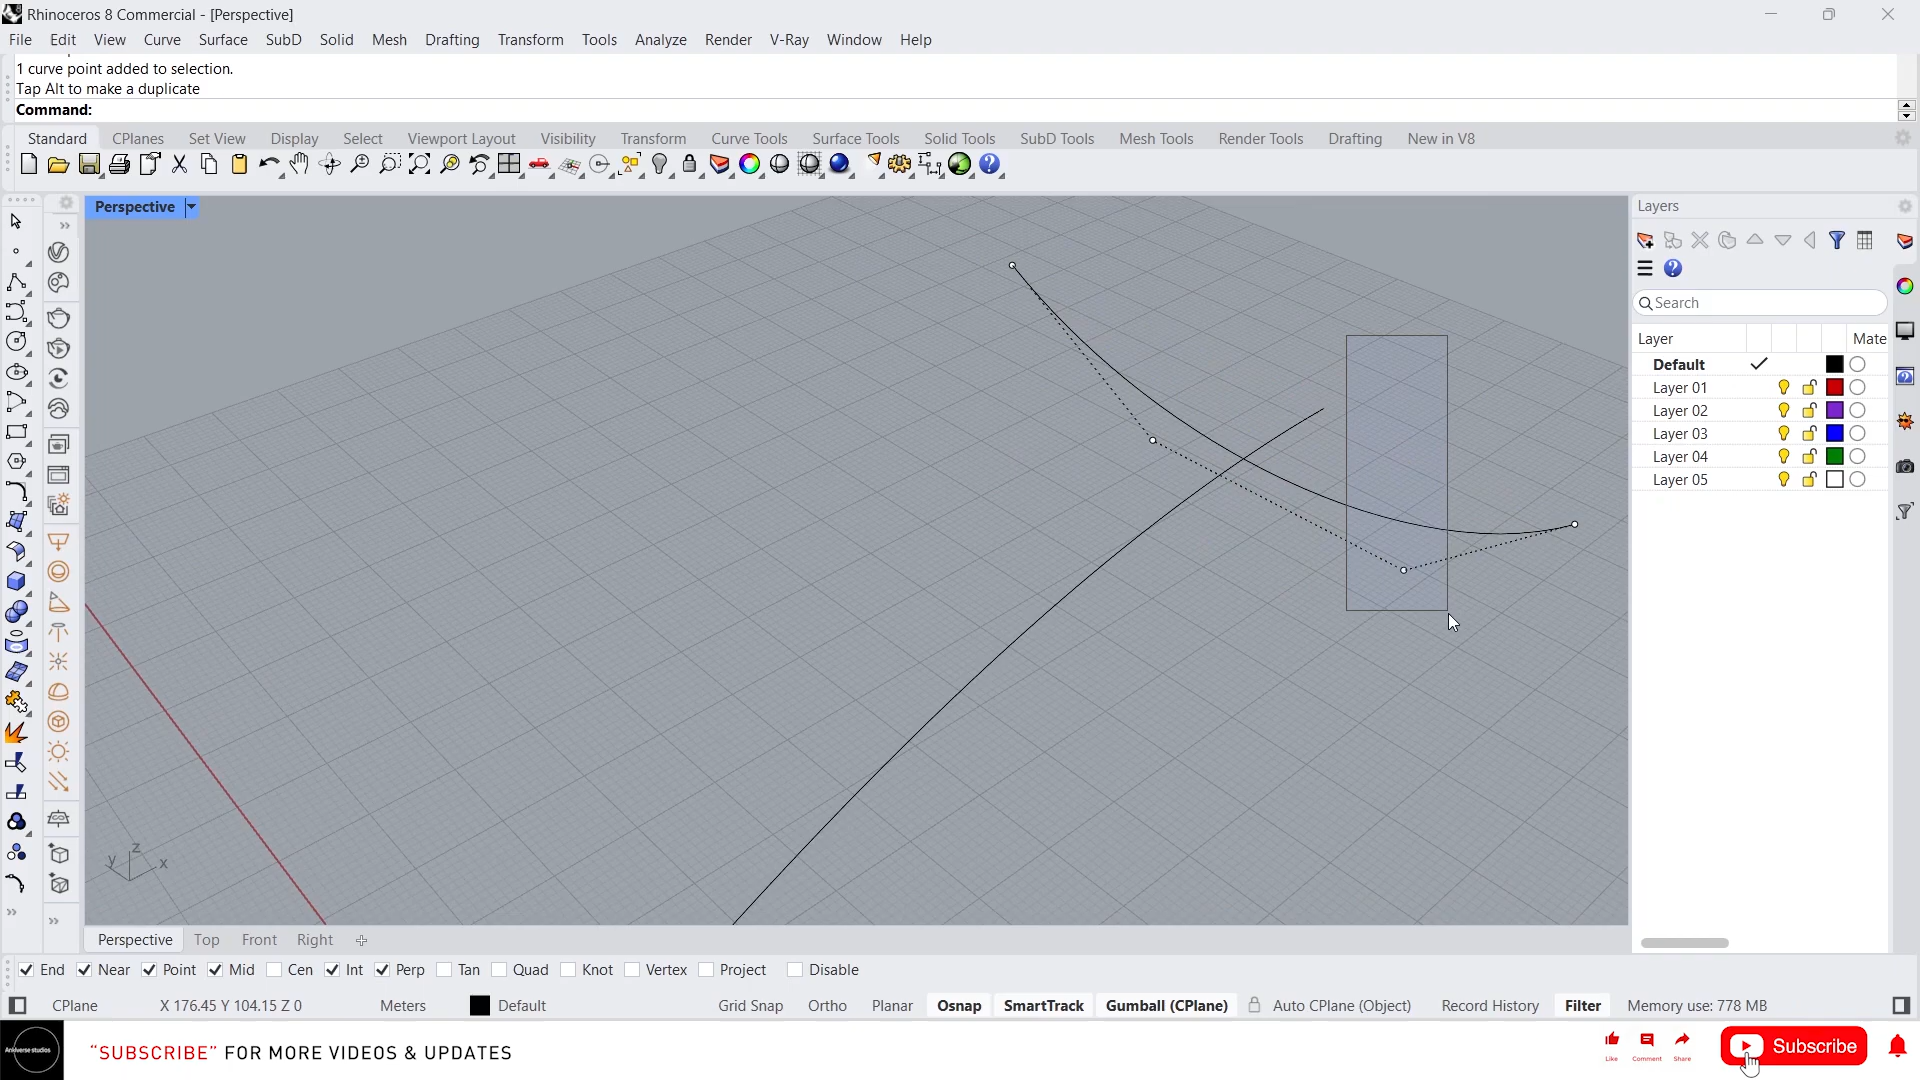 Rhinoceros 8 Commercial - [Perspective]
File Edit View Curve Surface SubD Solid Mesh Drafting Transform Tools Analyze Render V-Ray Window Help
1 curve point added to selection.
Tap Alt to make a duplicate
Command:
Standard CPlanes Set View Display Select Viewport Layout Visibility Transform Curve Tools Surface Tools Solid Tools SubD Tools Mesh Tools Render Tools Drafting New in V8
Perspective
Layers
Search
Layer Mate
Default
Layer 01
Layer 02
Layer 03
Layer 04
Layer 05
z
y x
Perspective Top Front Right
End Near Point Mid Cen Int Perp Tan Quad Knot Vertex Project Disable
CPlane X 176.45 Y 104.15 Z 0 Meters Default Grid Snap Ortho Planar Osnap SmartTrack Gumball (CPlane) Auto CPlane (Object) Record History Filter Memory use: 778 MB
"SUBSCRIBE" FOR MORE VIDEOS & UPDATES
Like Comment Share
Subscribe